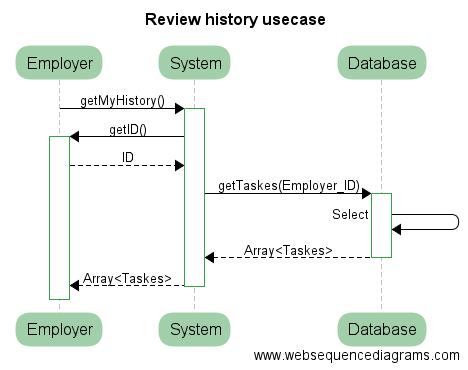 Review history usecase
Employer System Database
getMyHistory()
getID()
ID
getTaskes(Employer_ID)
Select
Array<Taskes>
Array<Taskes>
Employer System Database
www.websequencediagrams.com